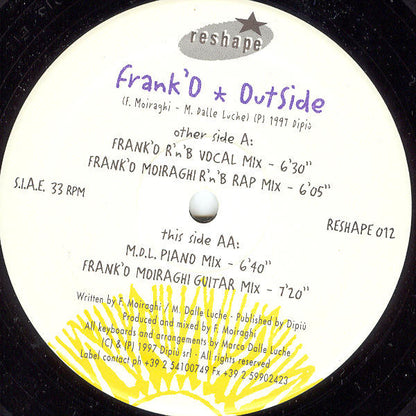 reshape
Frank'O ★ Outside
(F. Moiraghi - M. Dalle Luche) (P) 1997 Dipiù
other side A:
FRANK'O R'n'B VOCAL MIX - 6'30"
FRANK'O MOIRAGHI R'n'B RAP MIX - 6'05"
S.I.A.E. 33 RPM
RESHAPE 012
this side AA:
M.D.L. PIANO MIX - 6'40"
FRANK'O MOIRAGHI GUITAR MIX - 7'20"
Written by F. Moiraghi / M. Dalle Luche - Published by Dipiù
Produced and mixed by F. Moiraghi
All keyboards and arrangements by Marco Dalle Luche
(C) & (P) 1997 Dipiù srl - All rights reserved
Label contact ph +39 2 54100749 Fx +39 2 59902423